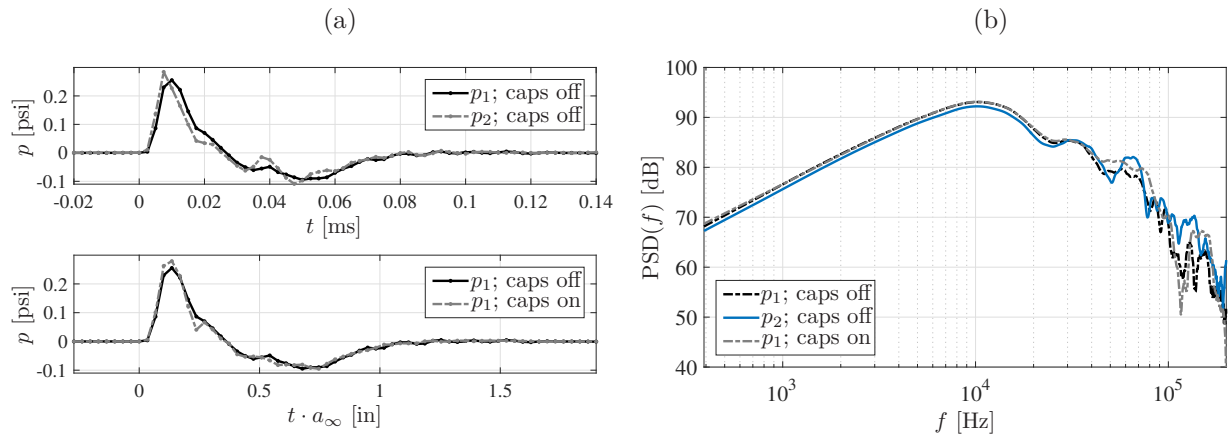 (a)
0.2
0.1
0
-0.1
p [psi]
p₁; caps off
p₂; caps off
-0.02 0 0.02 0.04 0.06 0.08 0.1 0.12 0.14
t [ms]
0.2
0.1
0
-0.1
p [psi]
p₁; caps off
p₁; caps on
0 0.5 1 1.5
t · a∞ [in]
(b)
100
90
80
70
60
50
40
PSD(f) [dB]
p₁; caps off
p₂; caps off
p₁; caps on
10³ 10⁴ 10⁵
f [Hz]